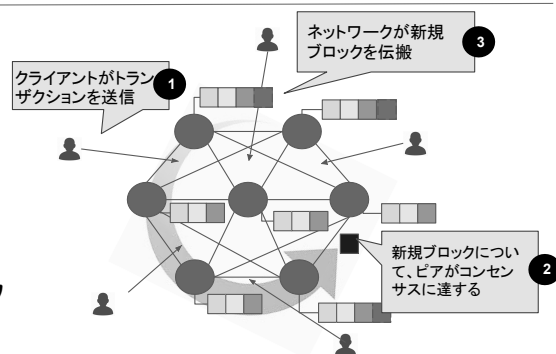 クライアントがトラン
ザクションを送信
1
ネットワークが新規
ブロックを伝搬
3
新規ブロックについ
て、ピアがコンセン
サスに達する
2